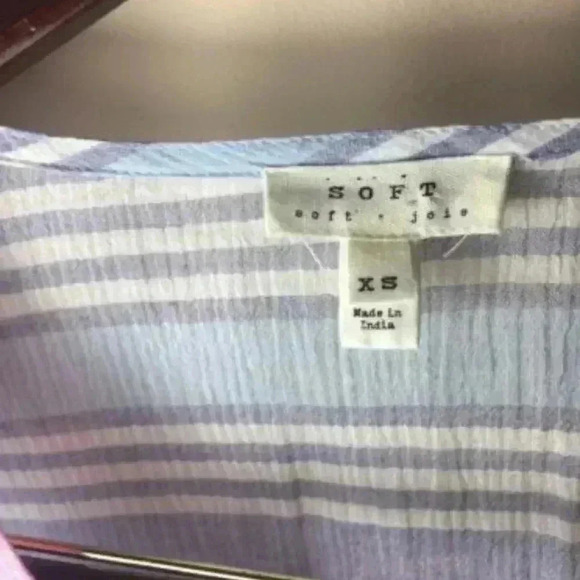 SOFT
soft • joie
XS
Made in
India